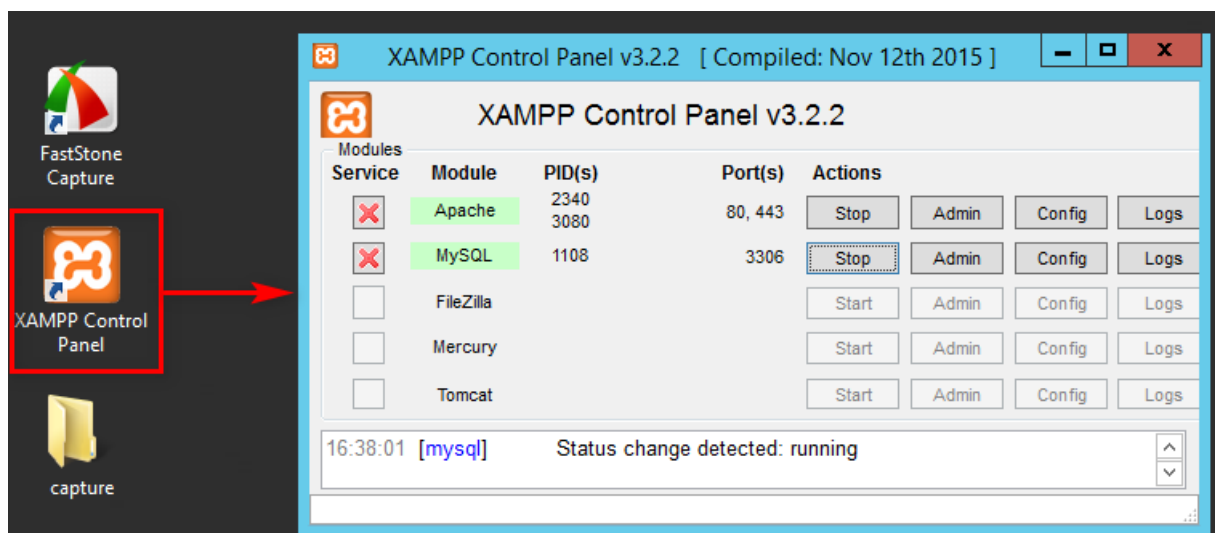 FastStone
Capture
XAMPP Control
Panel
capture
XAMPP Control Panel v3.2.2 [ Compiled: Nov 12th 2015 ]
XAMPP Control Panel v3.2.2
Modules
Service Module PID(s) Port(s) Actions
Apache 2340 3080 80, 443 Stop Admin Config Logs
MySQL 1108 3306 Stop Admin Config Logs
FileZilla Start Admin Config Logs
Mercury Start Admin Config Logs
Tomcat Start Admin Config Logs
16:38:01 [mysql] Status change detected: running